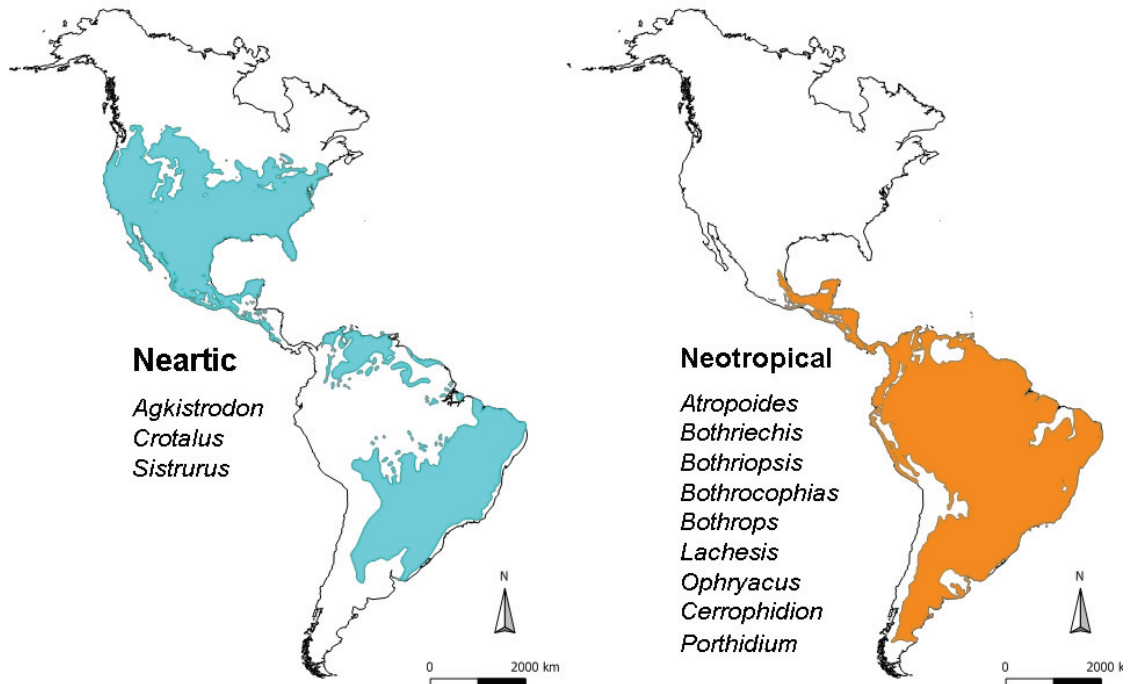 Neartic
Agkistrodon
Crotalus
Sistrurus
N
0 2000 km
Neotropical
Atropoides
Bothriechis
Bothriopsis
Bothrocophias
Bothrops
Lachesis
Ophryacus
Cerrophidion
Porthidium
N
0 2000 k